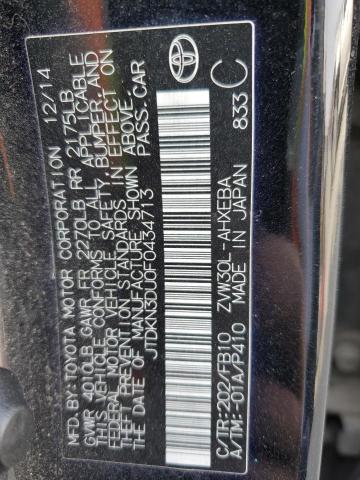 MFD.BY:TOYOTA MOTOR CORPORATION 12/14
GVWR 4010LB GAWR FR 2270LB RR 2175LB
THIS VEHICLE CONFORMS TO ALL APPLICABLE
FEDERAL MOTOR VEHICLE SAFETY, BUMPER, AND
THEFT PREVENTION STANDARDS IN EFFECT ON
THE DATE OF MANUFACTURE SHOWN ABOVE.
JTDKN3DU0F0434713 PASS.CAR
C/TR:202/FB10 ZVW30L-AHXEBA
A/TM:-01A/P410 MADE IN JAPAN 833 C